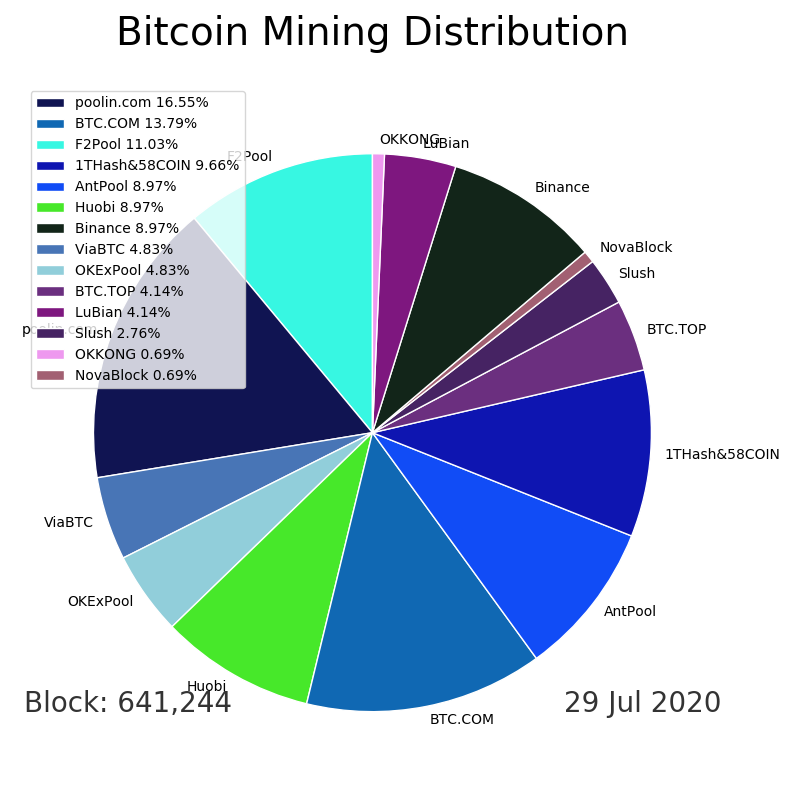 Bitcoin Mining Distribution
poolin.com 16.55%
BTC.COM 13.79%
F2Pool 11.03%
1THash&58COIN 9.66%
AntPool 8.97%
Huobi 8.97%
Binance 8.97%
ViaBTC 4.83%
OKExPool 4.83%
BTC.TOP 4.14%
LuBian 4.14%
Slush 2.76%
OKKONG 0.69%
NovaBlock 0.69%
OKKONG
LuBian
F2Pool
Binance
NovaBlock
Slush
poolin.com
BTC.TOP
1THash&58COIN
ViaBTC
OKExPool
AntPool
Huobi
BTC.COM
Block: 641,244
29 Jul 2020